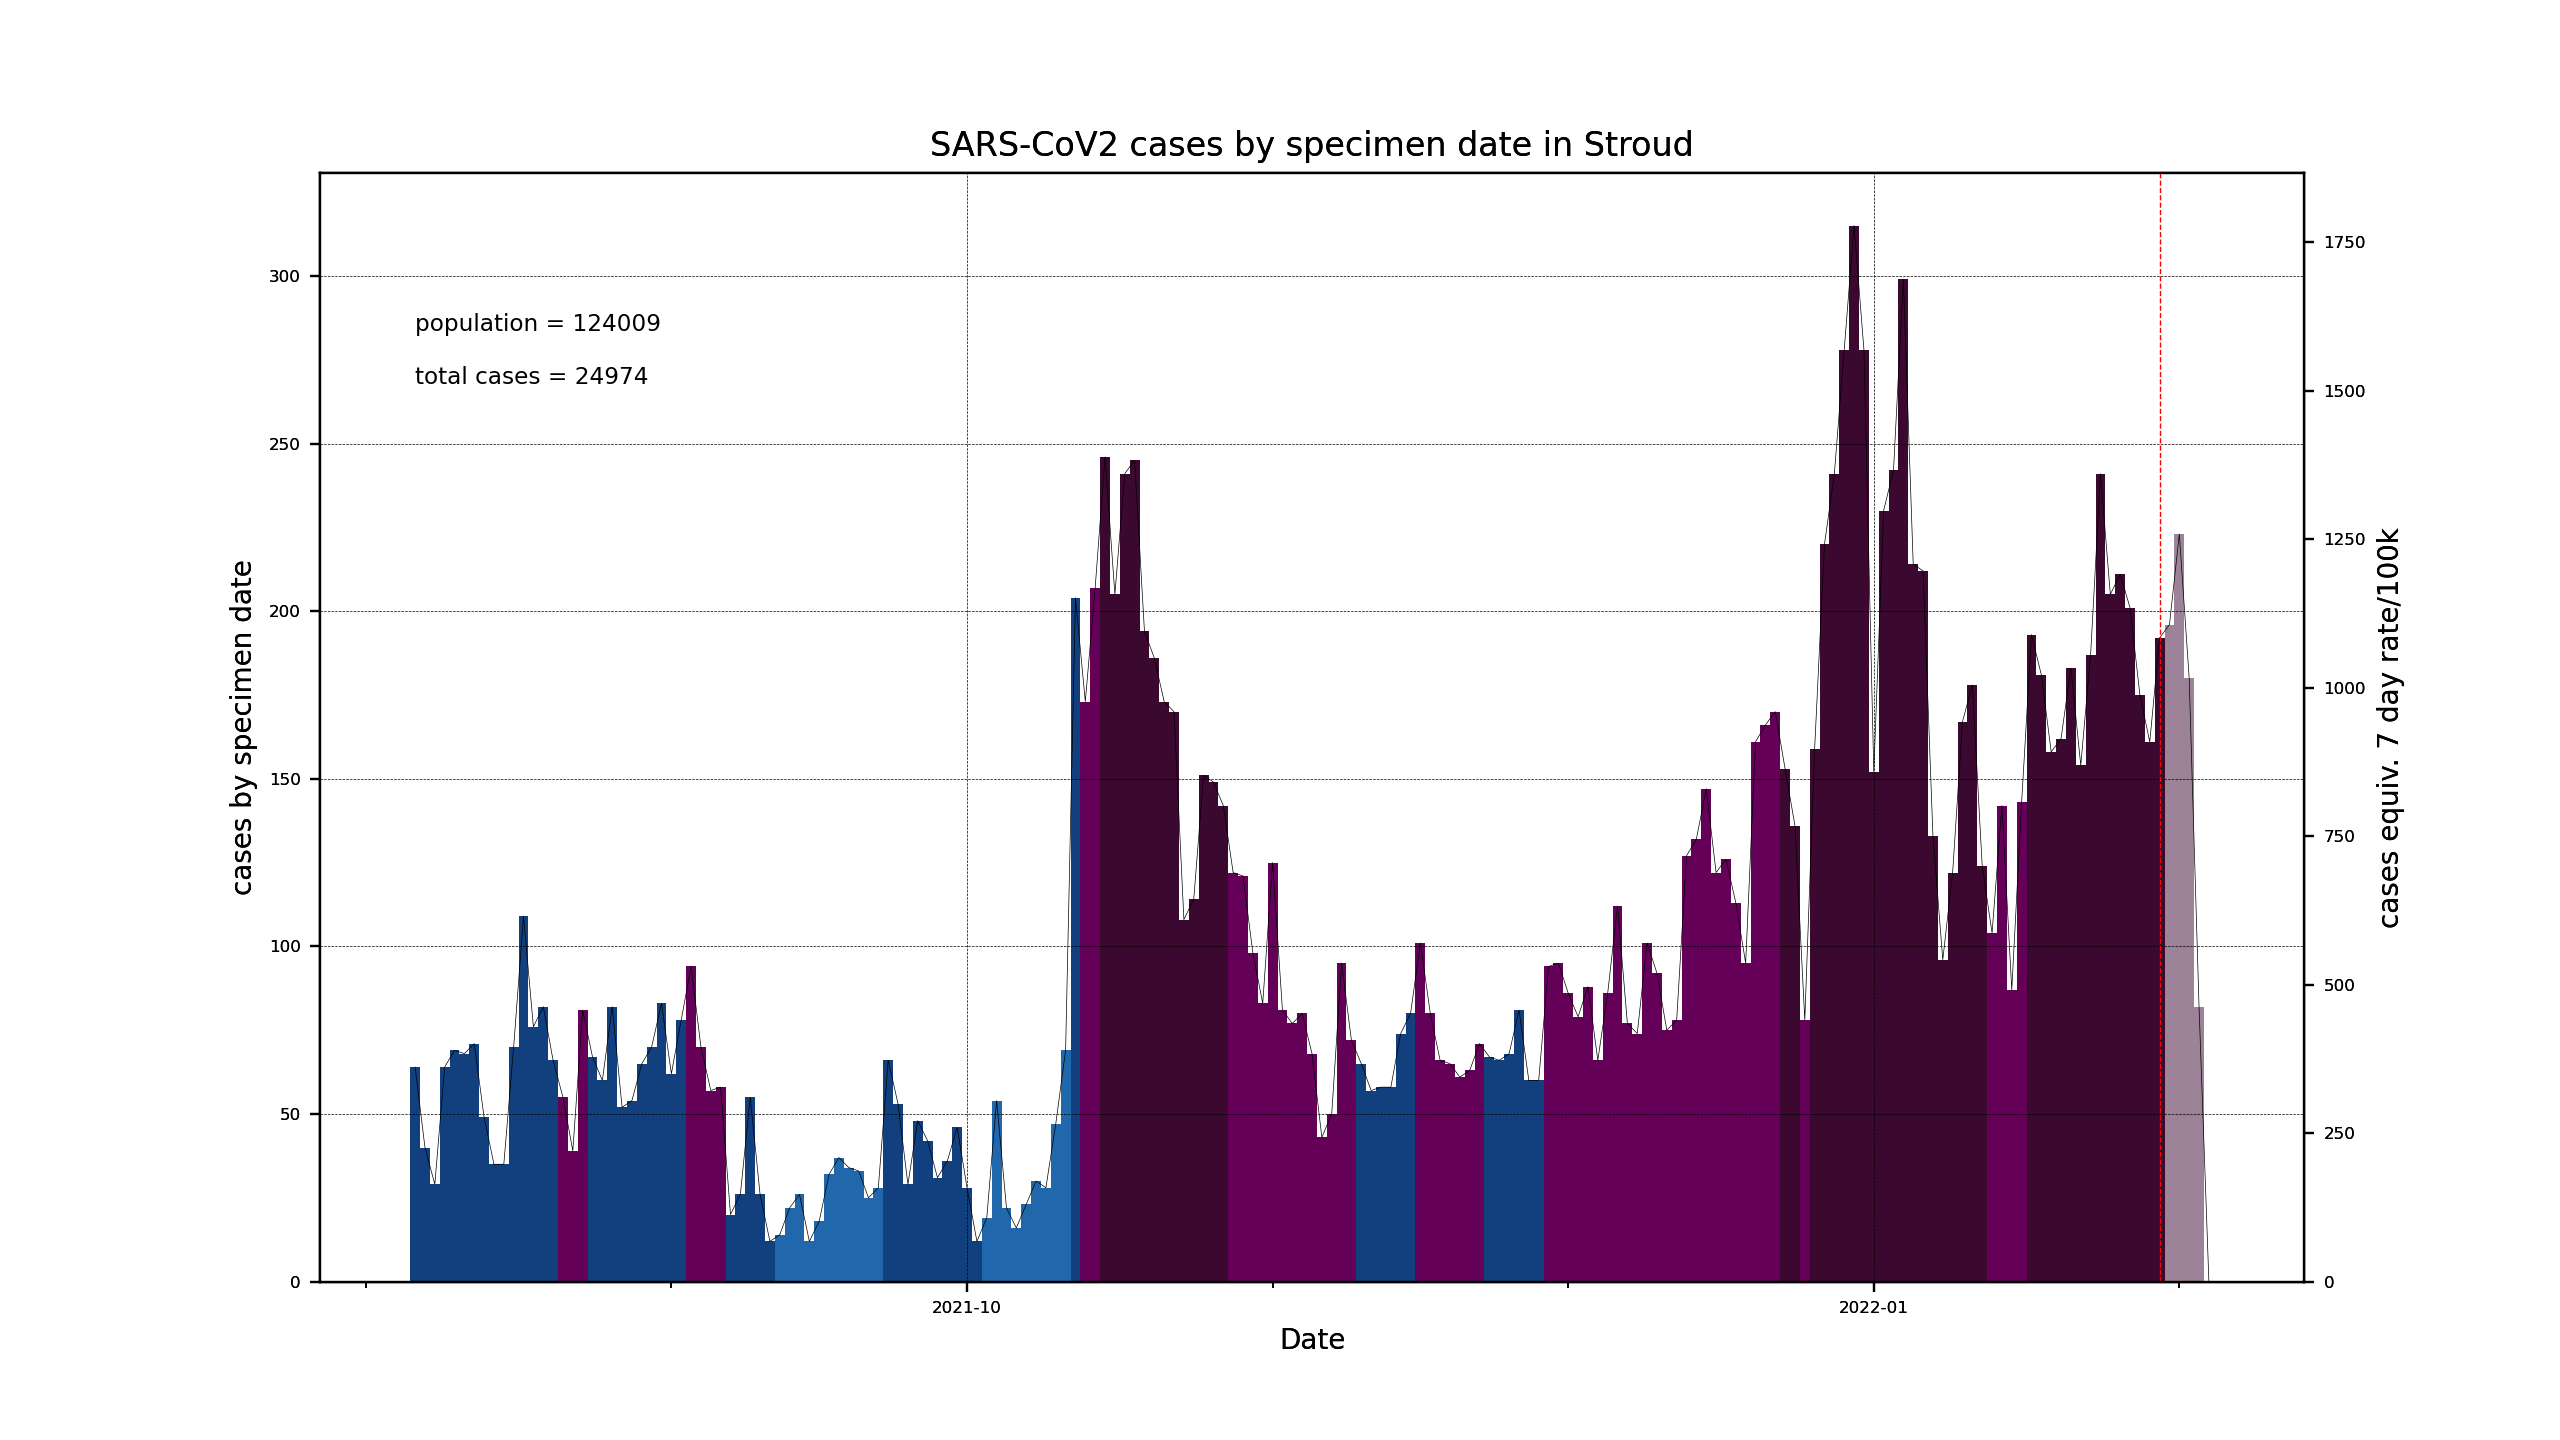 SARS-CoV2 cases by specimen date in Stroud
population = 124009
total cases = 24974
cases by specimen date
300
250
200
150
100
50
0
1750
1500
1250
1000
750
500
250
0
cases equiv. 7 day rate/100k
2021-10
2022-01
Date